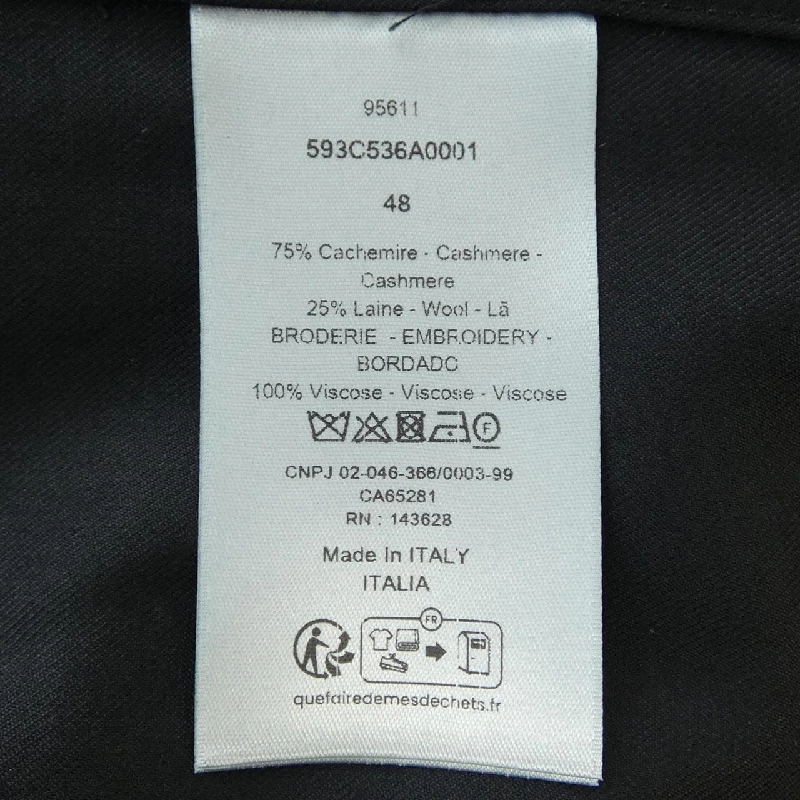 95611
593C536A0001
48
75% Cachemire - Cashmere -
Cashmere
25% Laine - Wool - Lã
BRODERIE - EMBROIDERY -
BORDADO
100% Viscose - Viscose - Viscose
F
CNPJ 02-046-366/0003-99
CA65281
RN : 143628
Made In ITALY
ITALIA
FR
quefairedemesdechets.fr